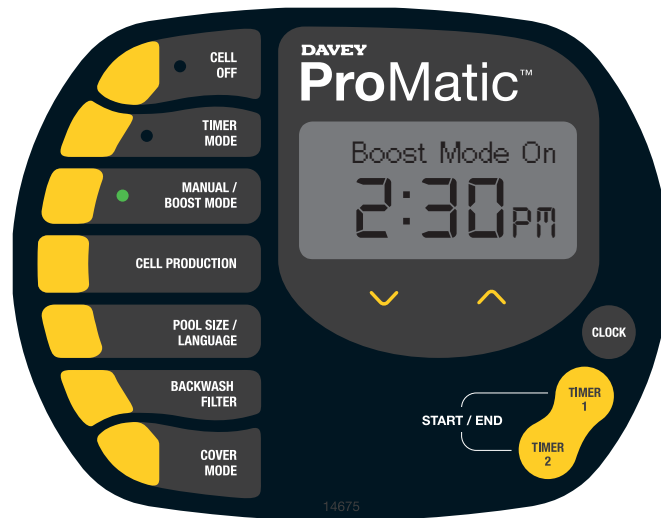 CELL
OFF
TIMER
MODE
MANUAL /
BOOST MODE
CELL PRODUCTION
POOL SIZE /
LANGUAGE
BACKWASH
FILTER
COVER
MODE
DAVEY
ProMatic™
Boost Mode On
2:30PM
CLOCK
START / END
TIMER
1
TIMER
2
14675